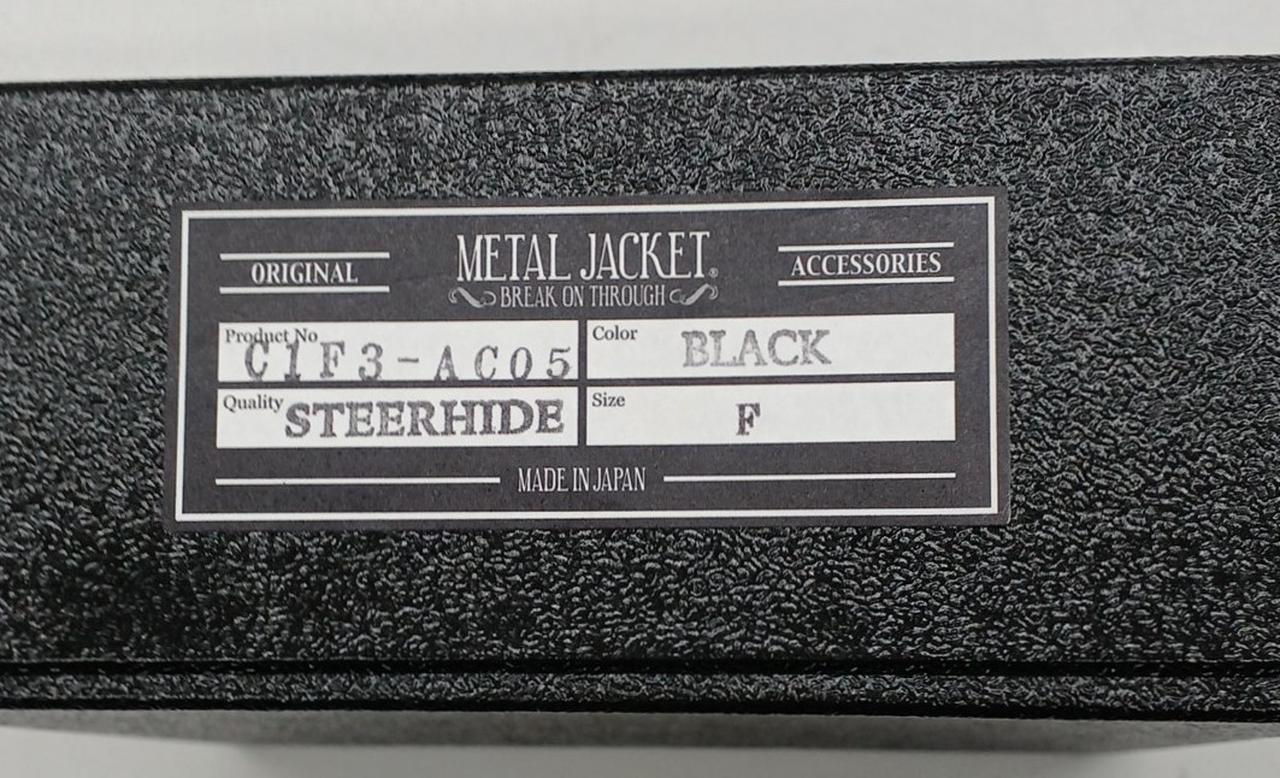 ORIGINAL
METAL JACKET®
BREAK ON THROUGH
ACCESSORIES
Product No C1F3-AC05
Color BLACK
Quality STEERHIDE
Size F
MADE IN JAPAN